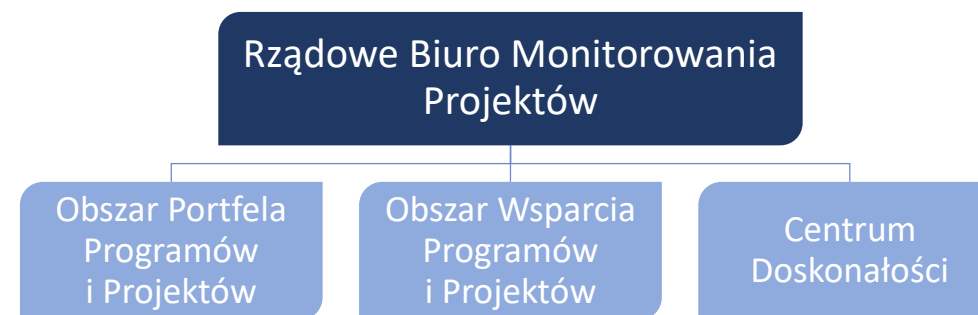 Rządowe Biuro Monitorowania
Projektów
Obszar Portfela
Programów
i Projektów
Obszar Wsparcia
Programów
i Projektów
Centrum
Doskonałości